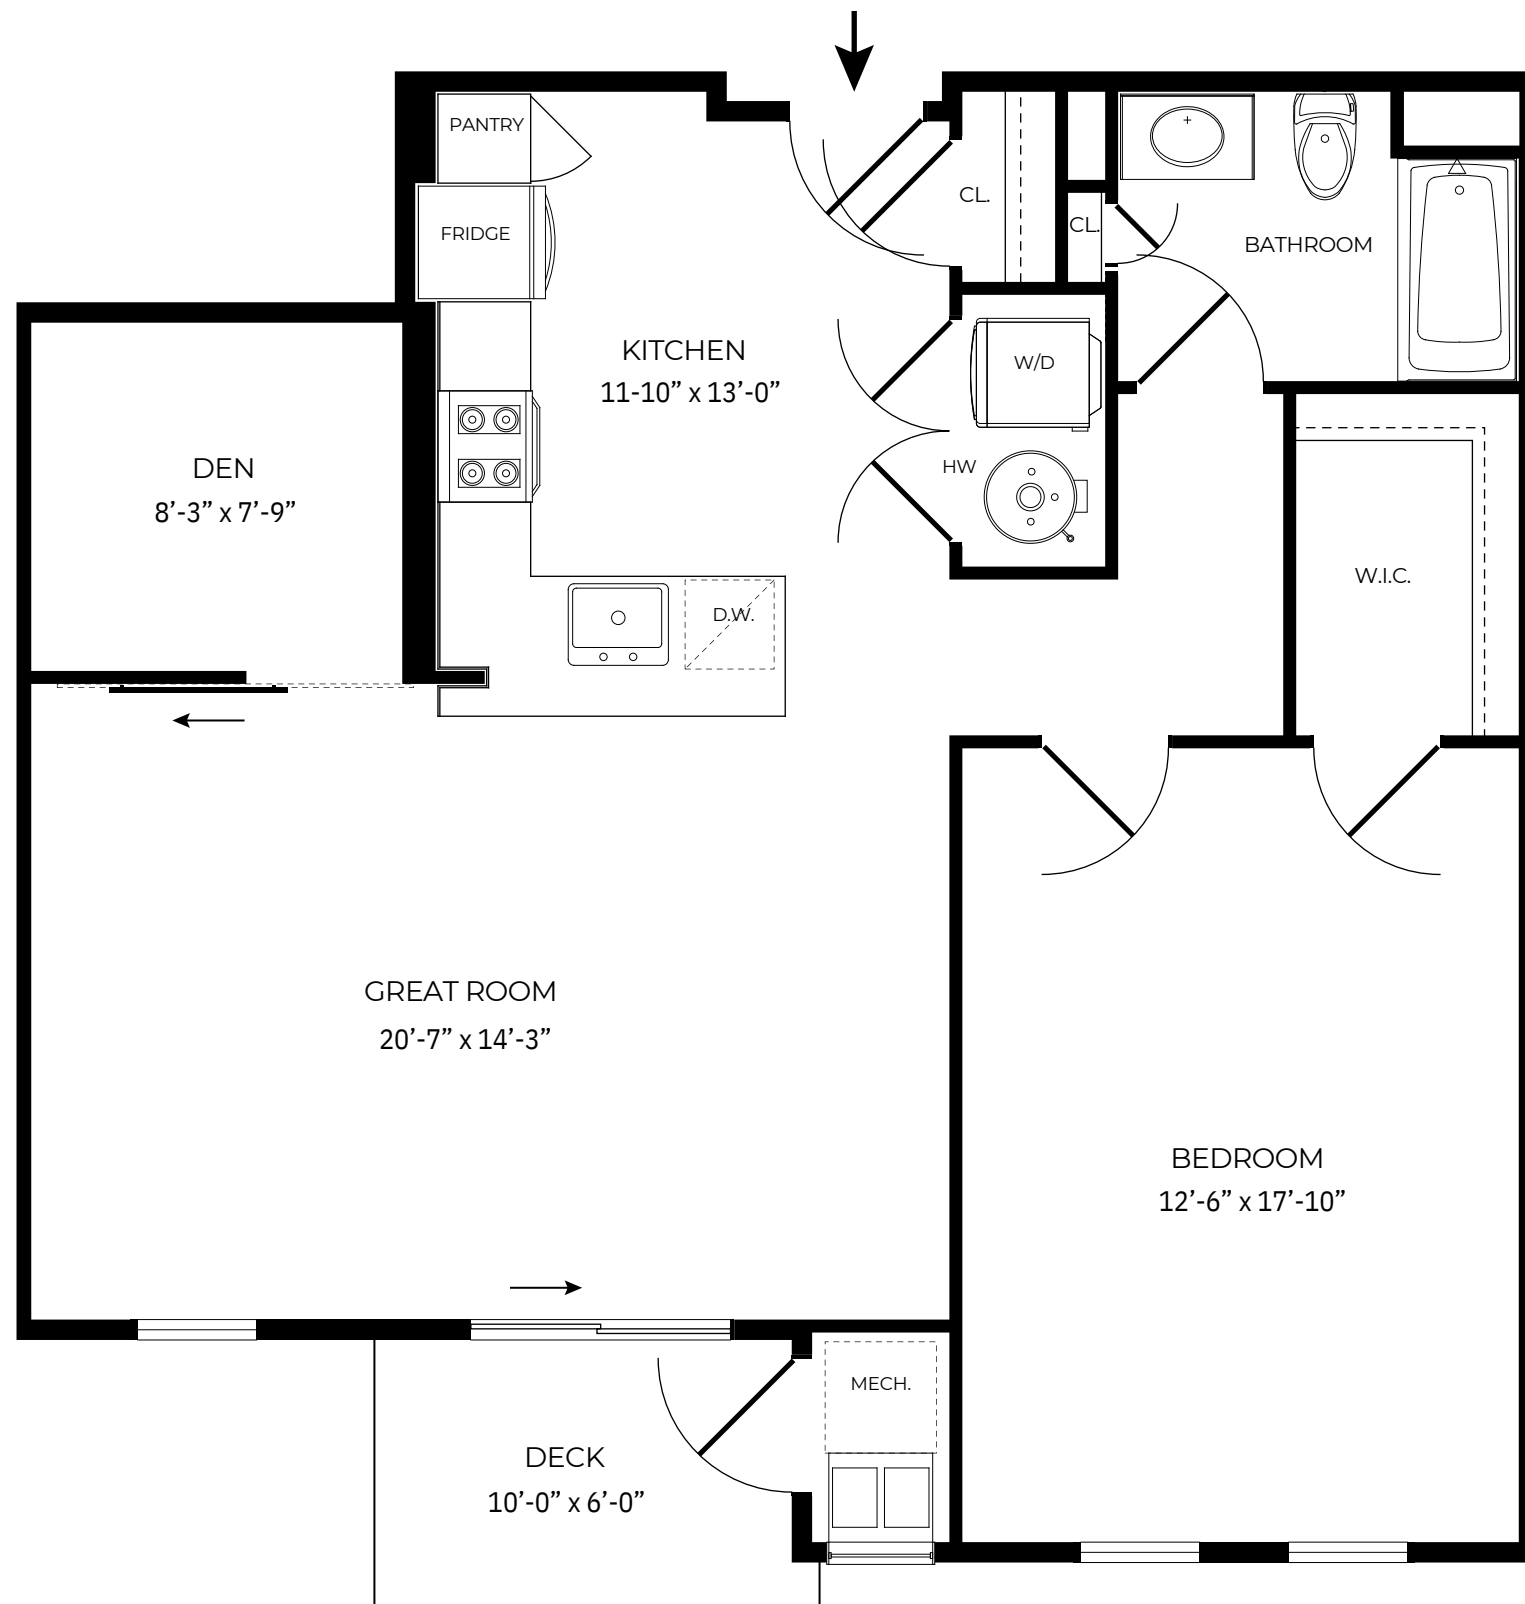 PANTRY
FRIDGE
CL.
CL.
BATHROOM
KITCHEN
11-10” x 13’-0”
W/D
HW
DEN
8’-3” x 7’-9”
W.I.C.
D.W.
GREAT ROOM
20’-7” x 14’-3”
BEDROOM
12’-6” x 17’-10”
MECH.
DECK
10’-0” x 6’-0”